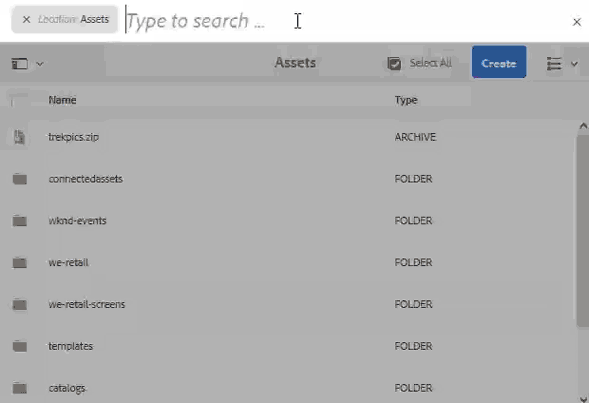 × Location: Assets Type to search ... ×
Assets Select All Create
Name Type
trekpics.zip ARCHIVE
connectedassets FOLDER
wknd-events FOLDER
we-retail FOLDER
we-retail-screens FOLDER
templates FOLDER
catalogs FOLDER